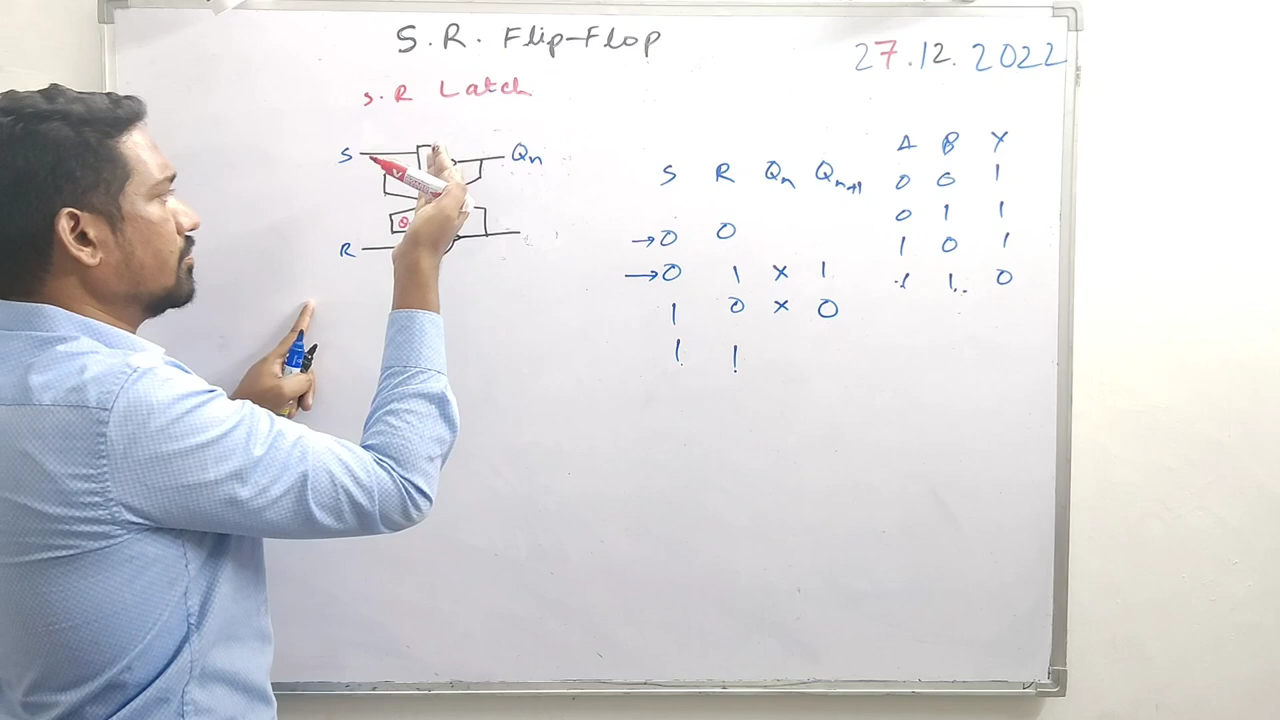 S.R. Flip-Flop
27.12.2022
S.R Latch
S Qn
R
S R Qn Qn+1
→0 0
→0 1 x 1
1 0 x 0
1 1
A B Y
0 0 1
0 1 1
1 0 1
1 1 0